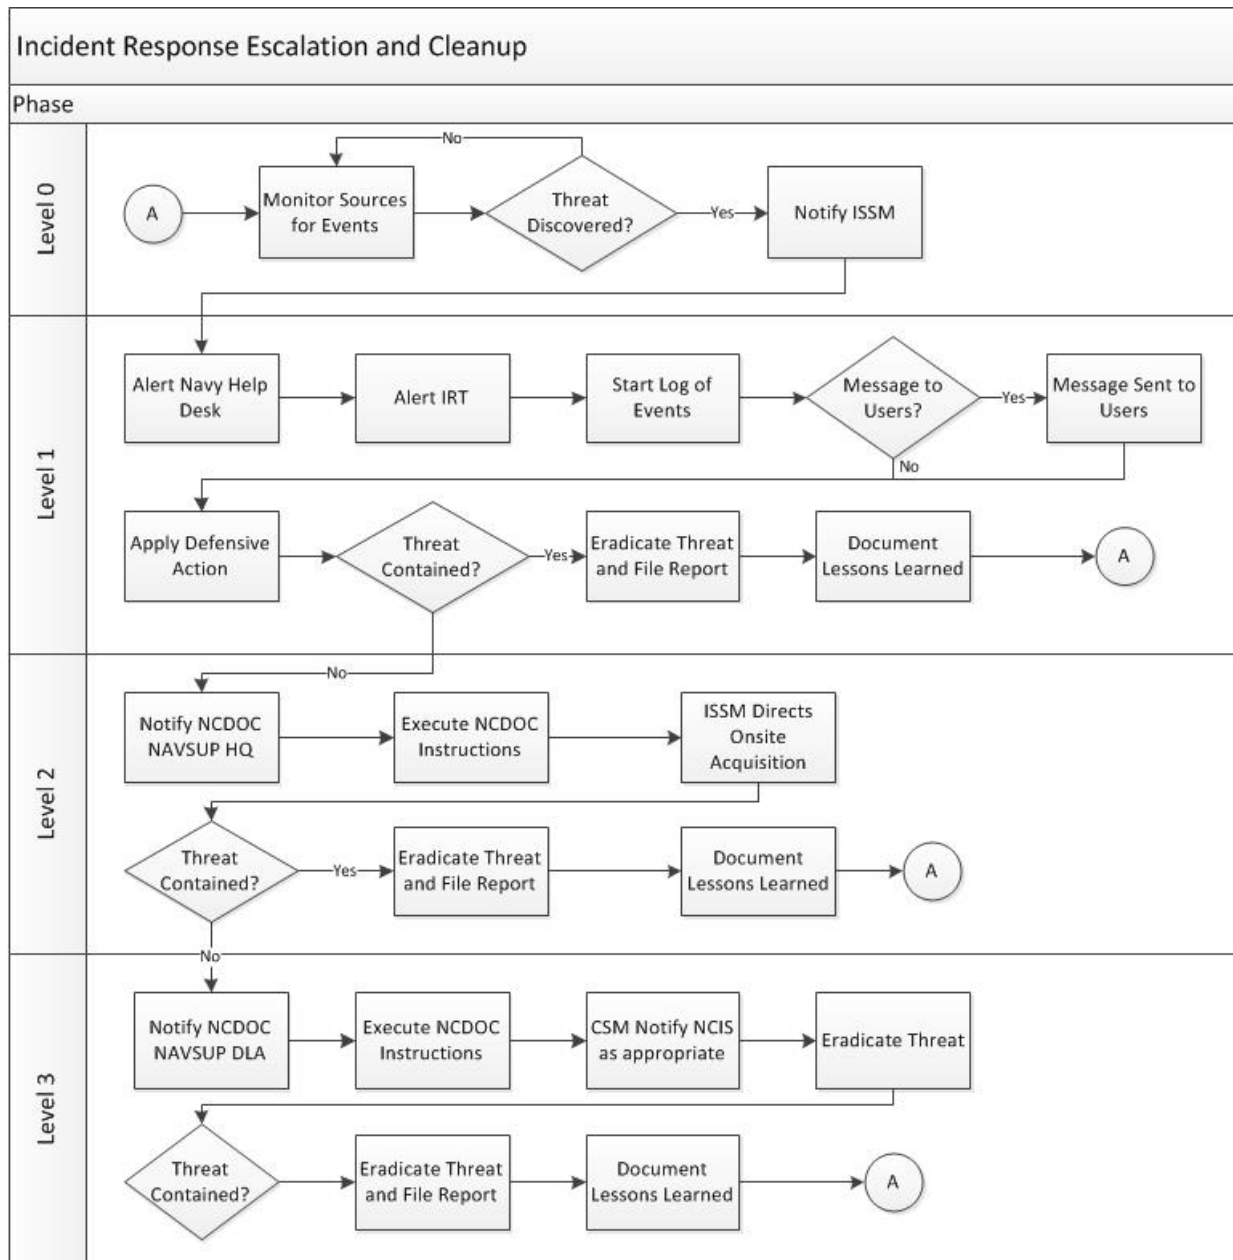 Incident Response Escalation and Cleanup
Phase
Level 0
No
A
Monitor Sources
for Events
Threat
Discovered?
Yes
Notify ISSM
Level 1
Alert Navy Help
Desk
Alert IRT
Start Log of
Events
Message to
Users?
Yes
Message Sent to
Users
No
Apply Defensive
Action
Threat
Contained?
Yes
Eradicate Threat
and File Report
Document
Lessons Learned
A
Level 2
No
Notify NCDOC
NAVSUP HQ
Execute NCDOC
Instructions
ISSM Directs
Onsite
Acquisition
Threat
Contained?
Yes
Eradicate Threat
and File Report
Document
Lessons Learned
A
No
Level 3
Notify NCDOC
NAVSUP DLA
Execute NCDOC
Instructions
CSM Notify NCIS
as appropriate
Eradicate Threat
Threat
Contained?
Eradicate Threat
and File Report
Document
Lessons Learned
A